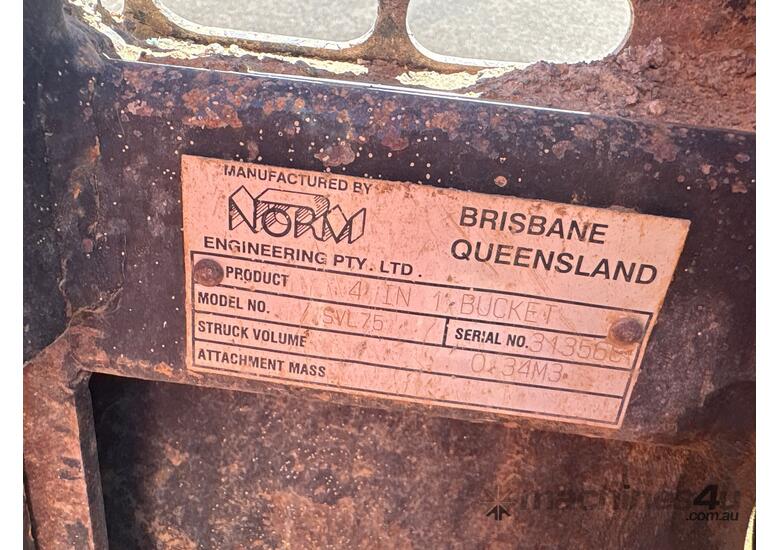 MANUFACTURED BY
NORM
ENGINEERING PTY. LTD.
BRISBANE
QUEENSLAND
PRODUCT 4 IN 1 BUCKET
MODEL NO. SVL75 SERIAL NO.
STRUCK VOLUME 0.34M3
ATTACHMENT MASS
machines4u
.com.au